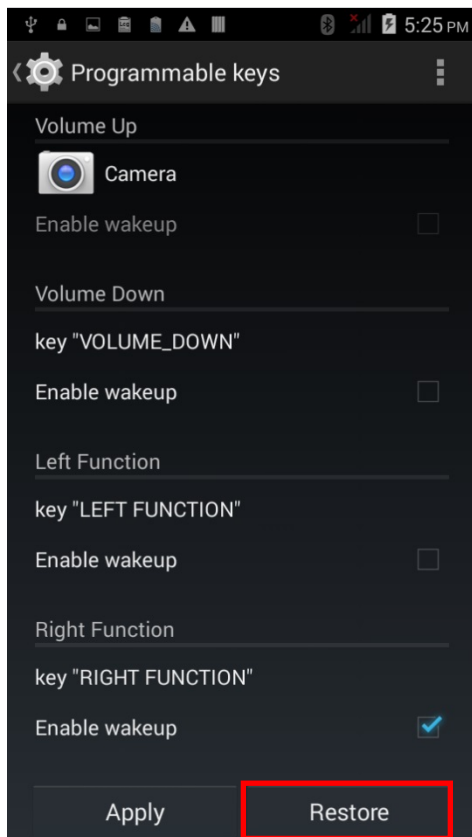 5:25 PM
Programmable keys
Volume Up
Camera
Enable wakeup
Volume Down
key "VOLUME_DOWN"
Enable wakeup
Left Function
key "LEFT FUNCTION"
Enable wakeup
Right Function
key "RIGHT FUNCTION"
Enable wakeup
Apply Restore